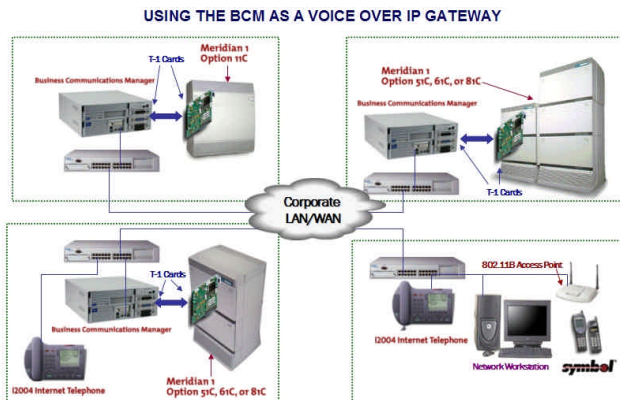 USING THE BCM AS A VOICE OVER IP GATEWAY
T-1 Cards
Meridian 1
Option 11C
Business Communications Manager
Meridian 1
Option 51C, 61C, or 81C
Business Communications Manager
T-1 Cards
Corporate
LAN/WAN
T-1 Cards
Business Communications Manager
i2004 Internet Telephone
Meridian 1
Option 51C, 61C, or 81C
802.11B Access Point
i2004 Internet Telephone
Network Workstation
symbol